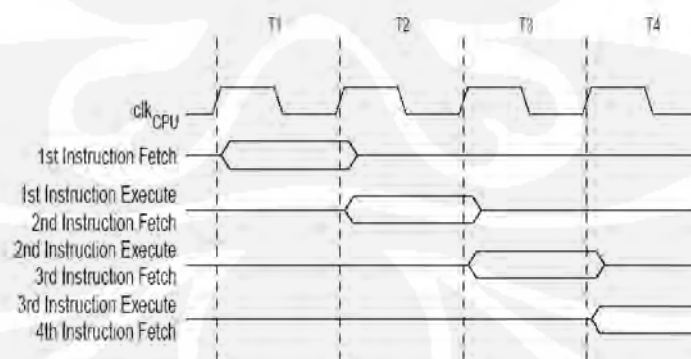 T1 T2 T3 T4
clkCPU
1st Instruction Fetch
1st Instruction Execute
2nd Instruction Fetch
2nd Instruction Execute
3rd Instruction Fetch
3rd Instruction Execute
4th Instruction Fetch